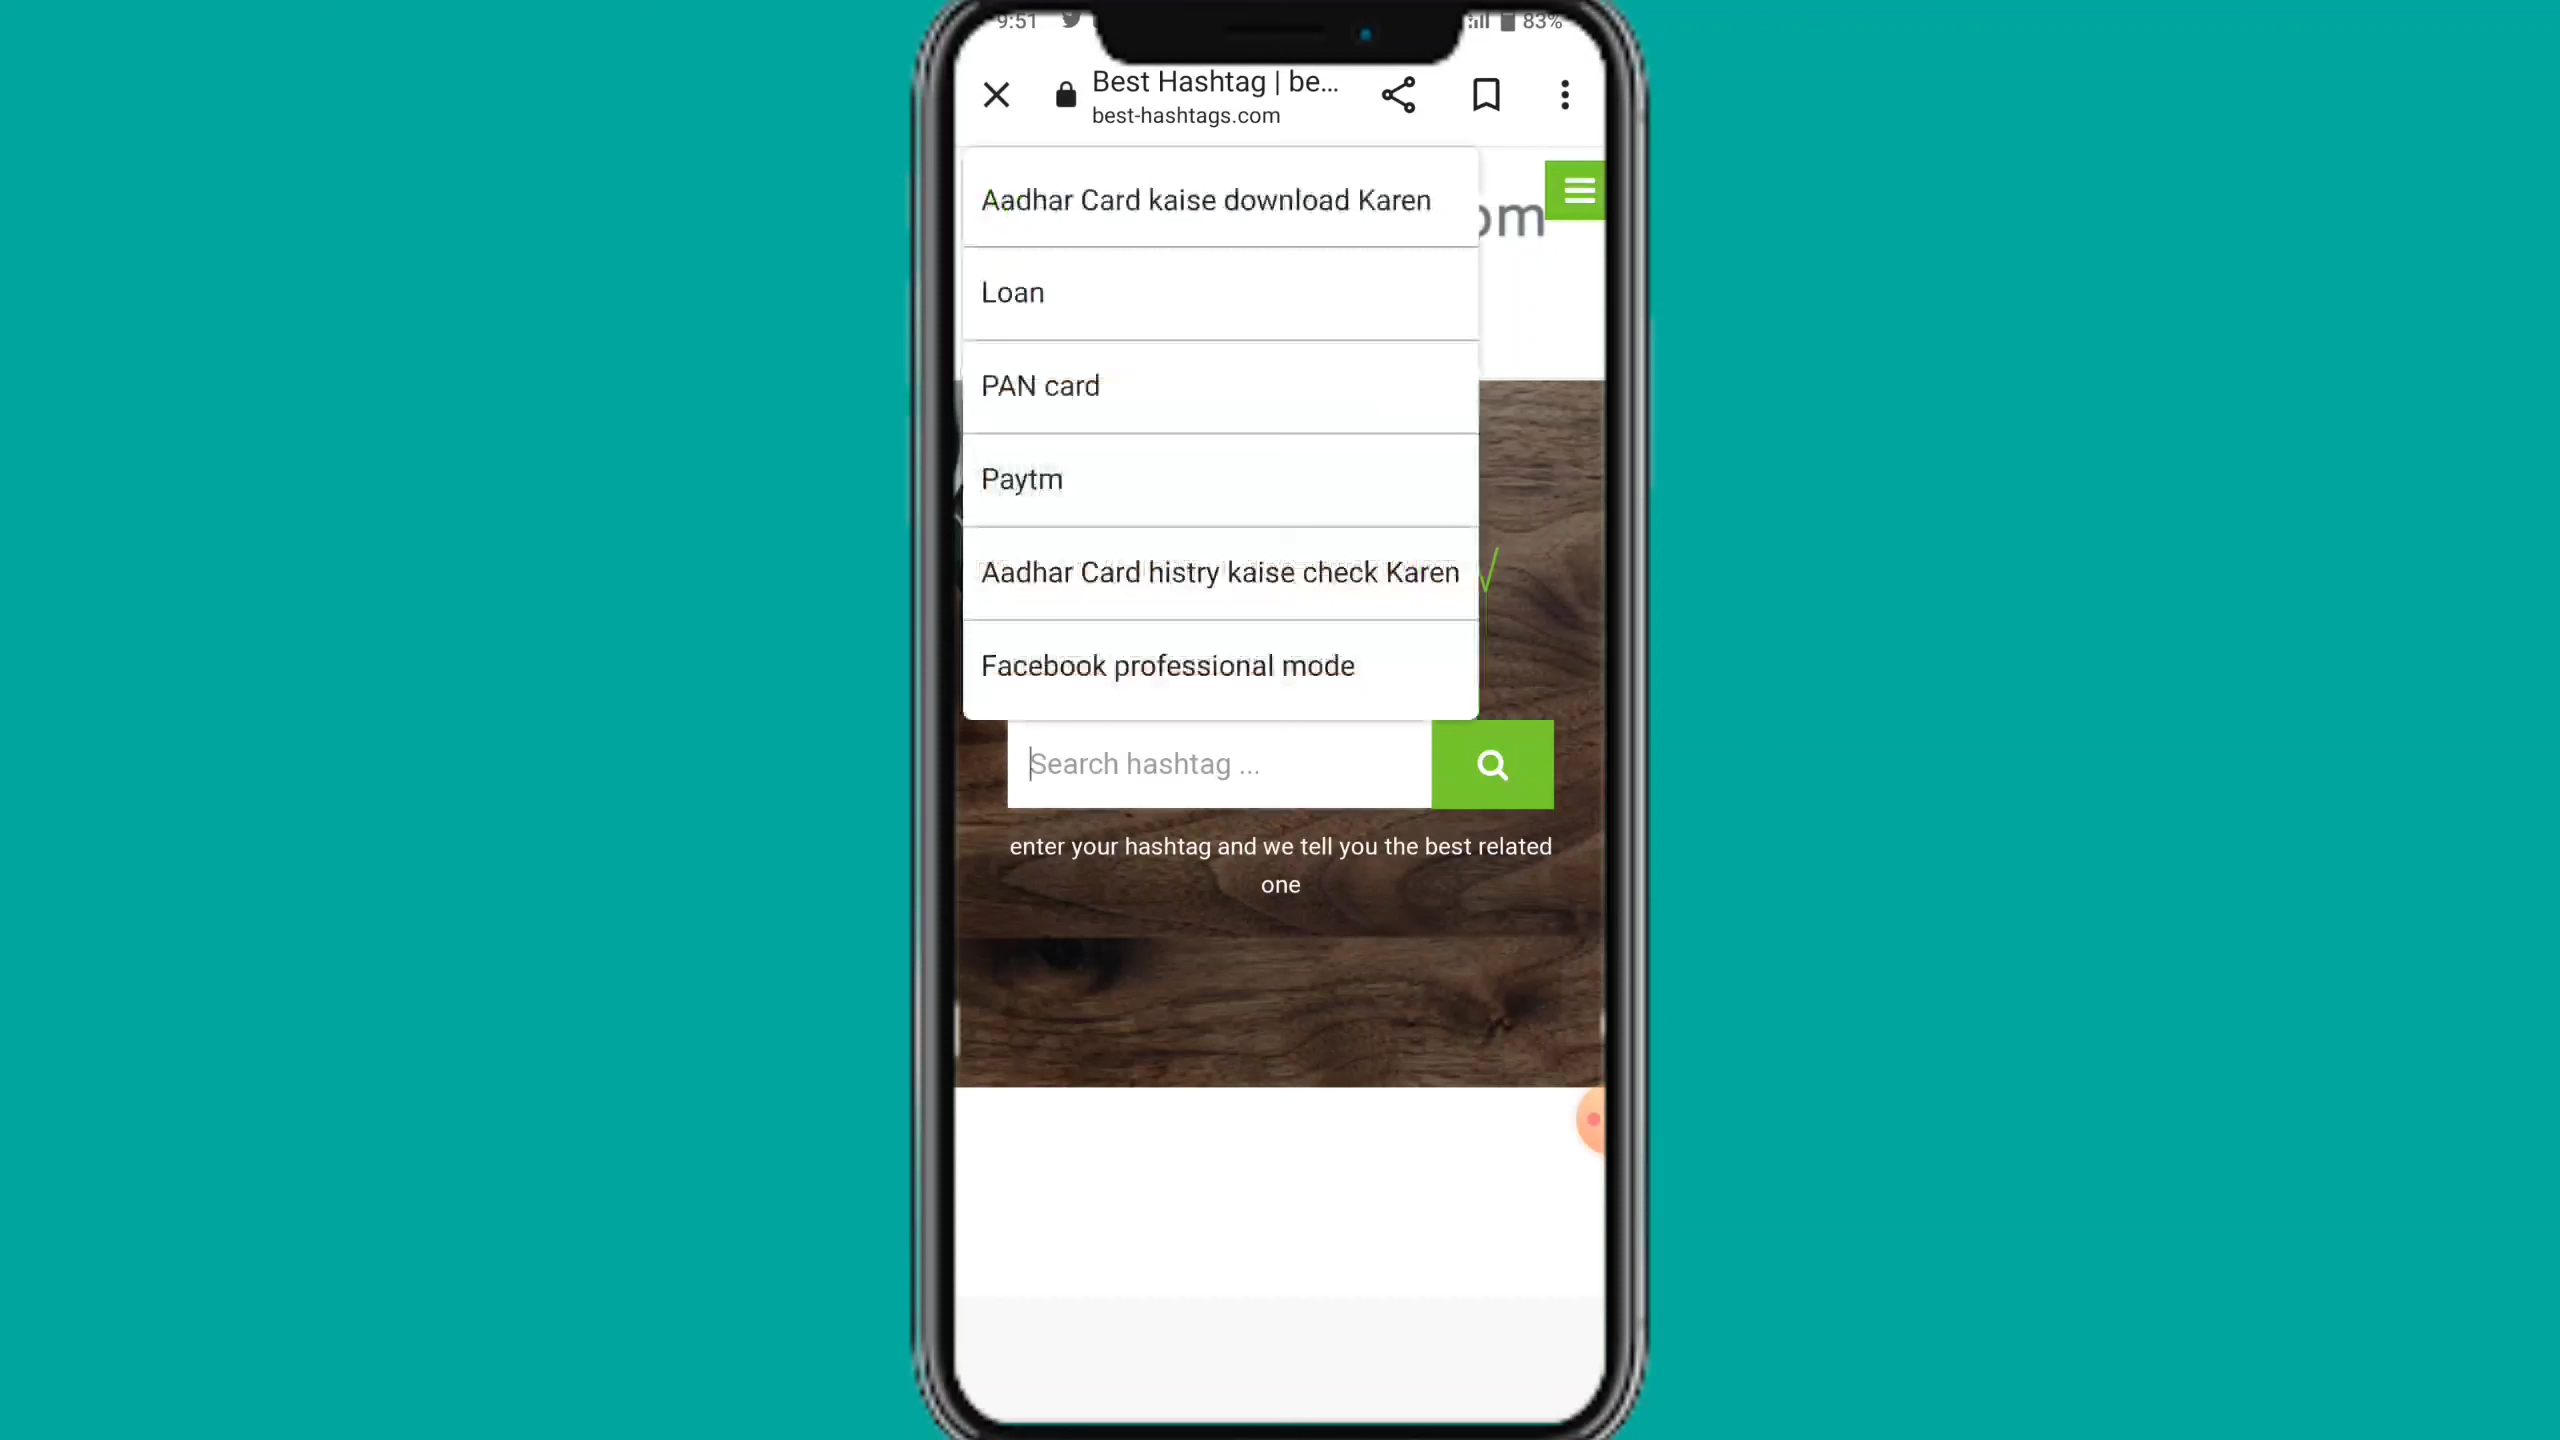 9:51 83%
Best Hashtag | be...
best-hashtags.com
om
Aadhar Card kaise download Karen
Loan
PAN card
Paytm
Aadhar Card histry kaise check Karen
Facebook professional mode
Search hashtag ...
enter your hashtag and we tell you the best related
one